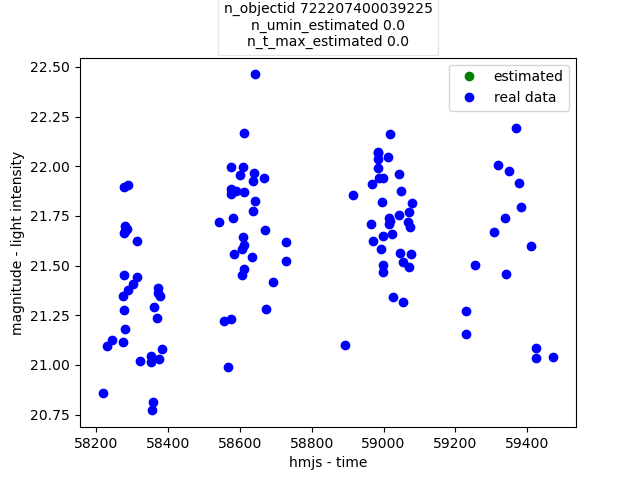 n_objectid 722207400039225
n_umin_estimated 0.0
n_t_max_estimated 0.0
estimated
real data
22.50
22.25
22.00
21.75
21.50
21.25
21.00
20.75
magnitude - light intensity
58200 58400 58600 58800 59000 59200 59400
hmjs - time